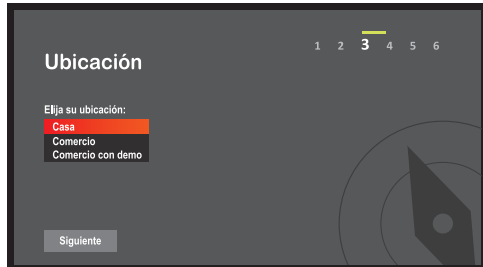 1 2 3 4 5 6
Ubicación
Elija su ubicación:
Casa
Comercio
Comercio con demo
Siguiente